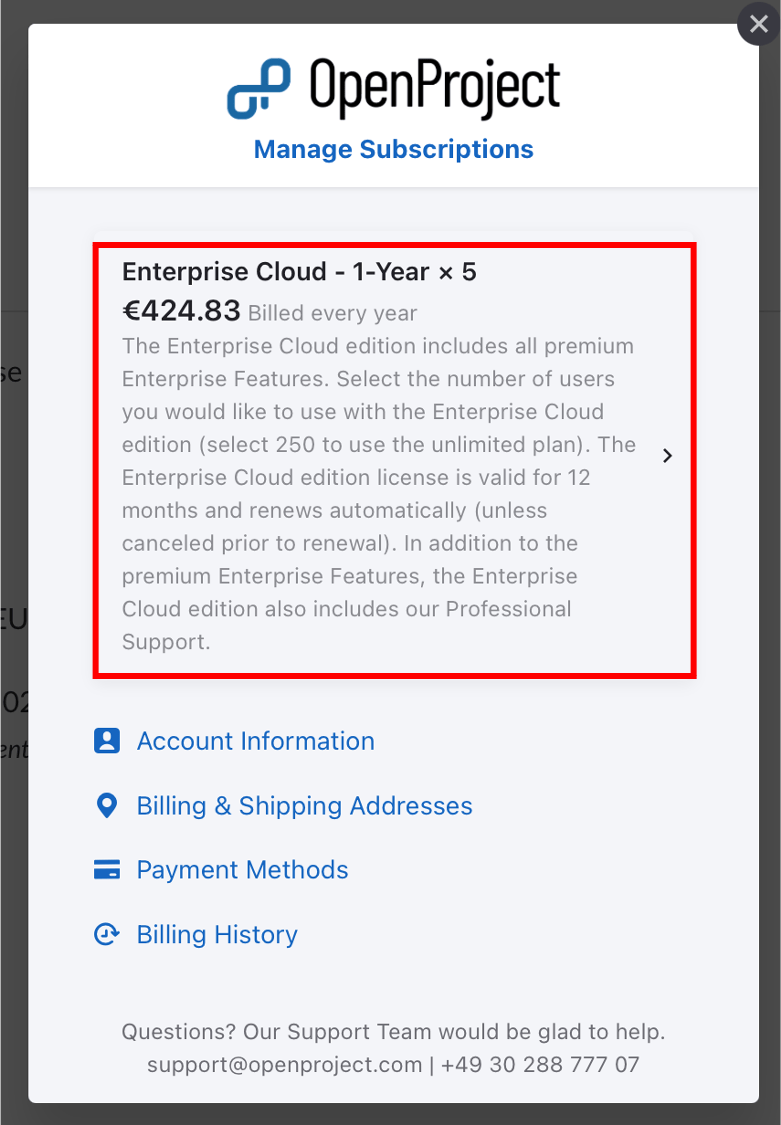 OpenProject
Manage Subscriptions
Enterprise Cloud - 1-Year × 5
€424.83 Billed every year
The Enterprise Cloud edition includes all premium
Enterprise Features. Select the number of users
you would like to use with the Enterprise Cloud
edition (select 250 to use the unlimited plan). The
Enterprise Cloud edition license is valid for 12
months and renews automatically (unless
canceled prior to renewal). In addition to the
premium Enterprise Features, the Enterprise
Cloud edition also includes our Professional
Support.
Account Information
Billing & Shipping Addresses
Payment Methods
Billing History
Questions? Our Support Team would be glad to help.
support@openproject.com | +49 30 288 777 07